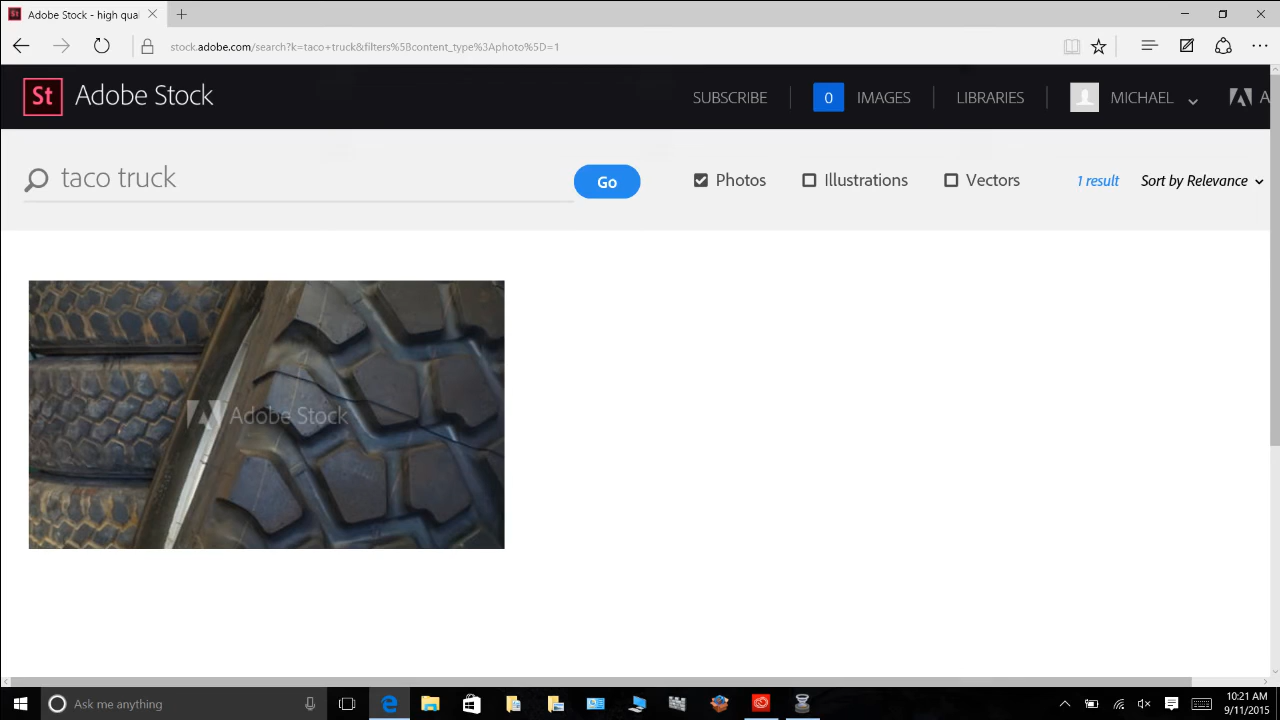 Adobe Stock - high qual
stock.adobe.com/search?k=taco+truck&filters%5Bcontent_type%3Aphoto%5D=1
St Adobe Stock
SUBSCRIBE 0 IMAGES LIBRARIES MICHAEL A
taco truck
Go
Photos Illustrations Vectors
1 result Sort by Relevance
Adobe Stock
Ask me anything
10:21 AM
9/11/2015